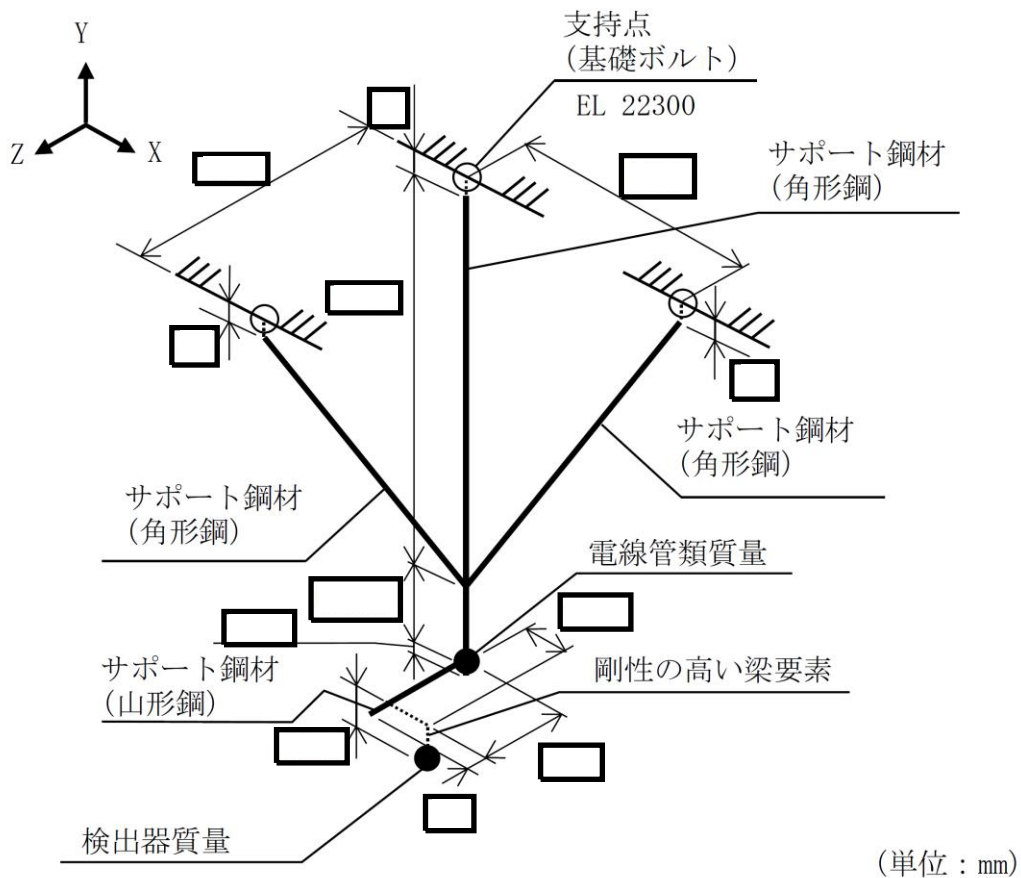 Y
Z
X
支持点
(基礎ボルト)
EL 22300
サポート鋼材
(角形鋼)
サポート鋼材
(角形鋼)
サポート鋼材
(角形鋼)
電線管類質量
サポート鋼材
(山形鋼)
剛性の高い梁要素
検出器質量
(単位:mm)